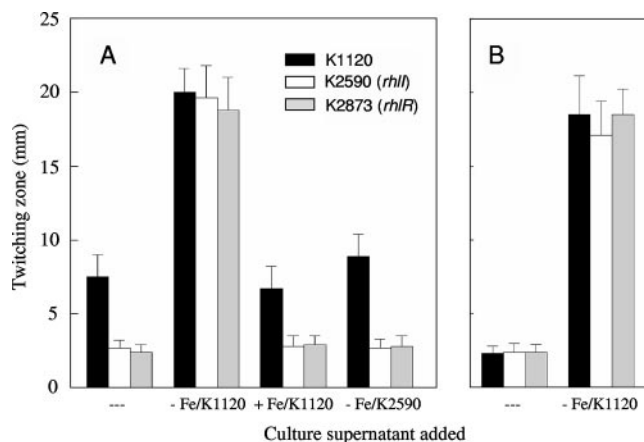 A
K1120
K2590 (rhlI)
K2873 (rhlR)
B
Twitching zone (mm)
20
15
10
5
0
--- - Fe/K1120 + Fe/K1120 - Fe/K2590 --- - Fe/K1120
Culture supernatant added